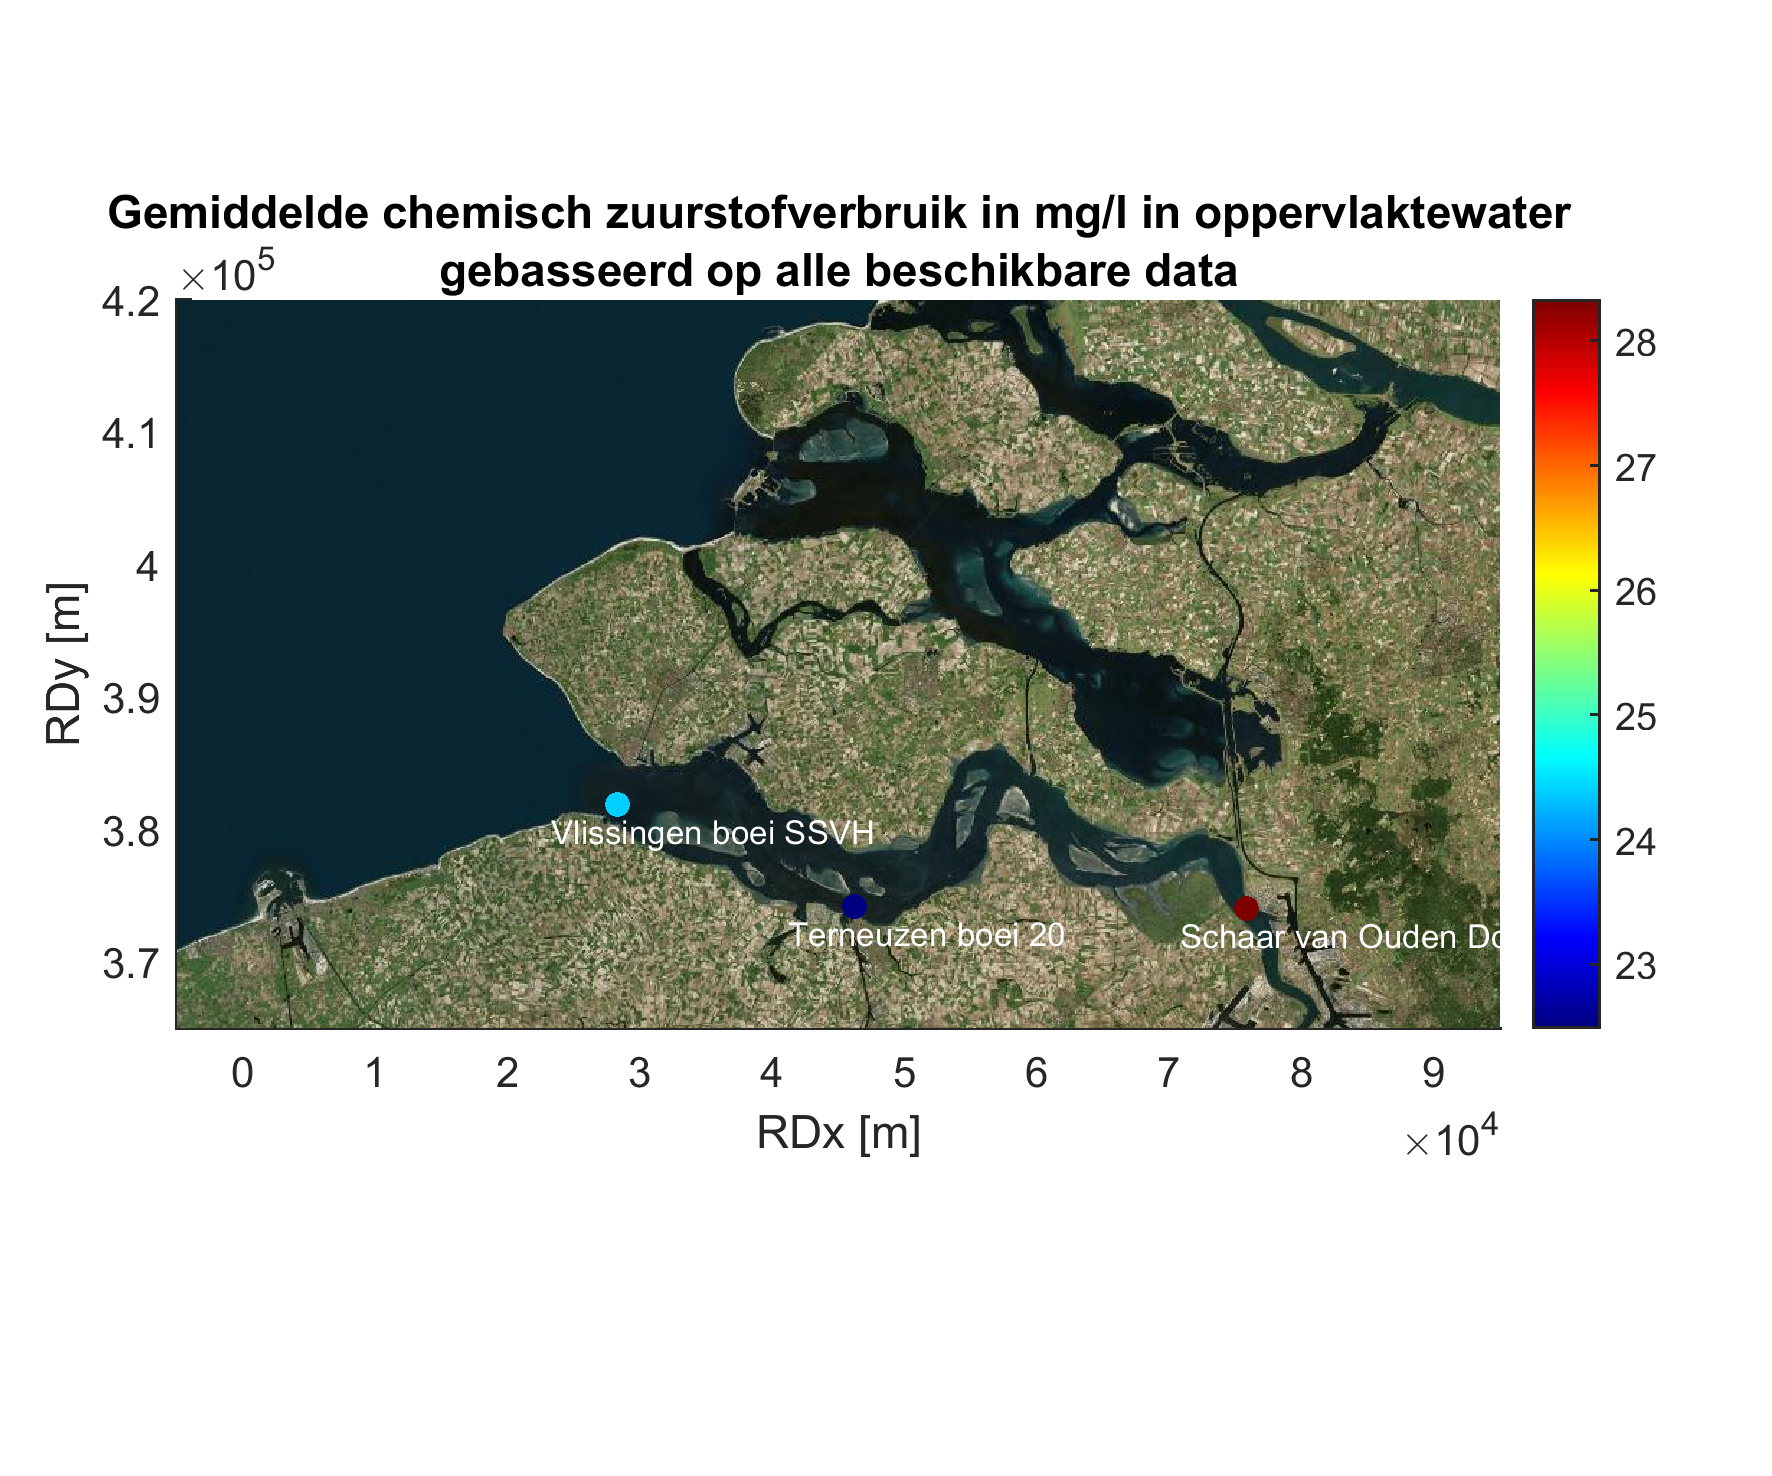 Gemiddelde chemisch zuurstofverbruik in mg/l in oppervlaktewater
gebasseerd op alle beschikbare data
×10^5
4.2
4.1
4
3.9
3.8
3.7
RDy [m]
Vlissingen boei SSVH
Terneuzen boei 20
Schaar van Ouden Do
28
27
26
25
24
23
0 1 2 3 4 5 6 7 8 9
RDx [m]
×10^4